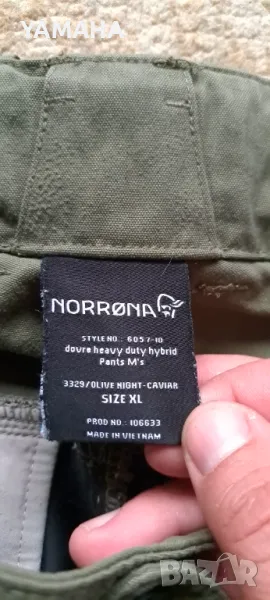 YAMAHA
NORRØNA
STYLE NO.: 6057-10
dovre heavy duty hybrid
Pants M's
3329/OLIVE NIGHT-CAVIAR
SIZE XL
PROD NO.: 106633
MADE IN VIETNAM
BAZAR